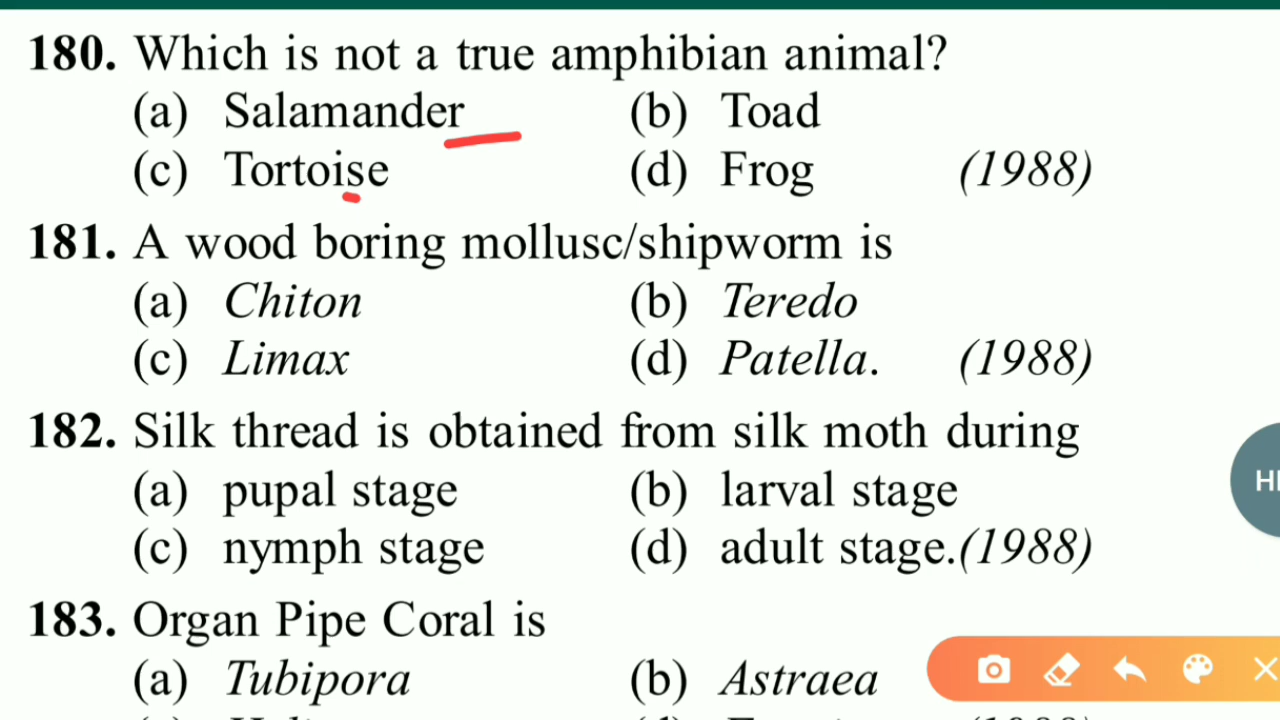 180. Which is not a true amphibian animal?
(a) Salamander (b) Toad
(c) Tortoise (d) Frog (1988)
181. A wood boring mollusc/shipworm is
(a) Chiton (b) Teredo
(c) Limax (d) Patella. (1988)
182. Silk thread is obtained from silk moth during
(a) pupal stage (b) larval stage
(c) nymph stage (d) adult stage.(1988)
183. Organ Pipe Coral is
(a) Tubipora (b) Astraea